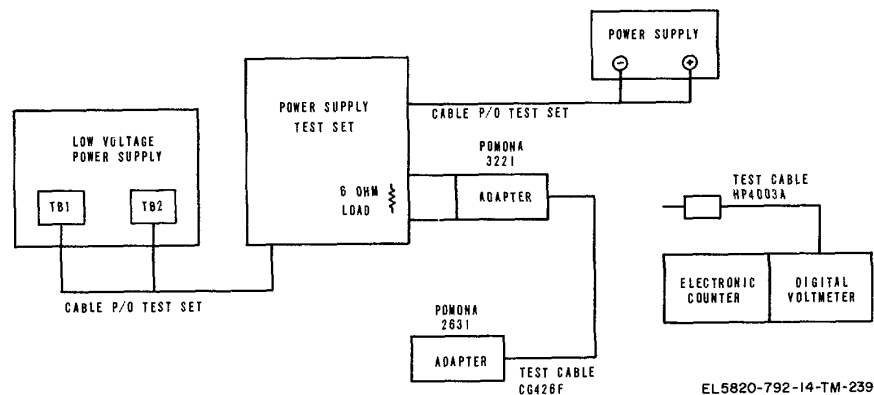 POWER SUPPLY
- +
POWER SUPPLY
TEST SET
CABLE P/O TEST SET
LOW VOLTAGE
POWER SUPPLY
TB1 TB2
6 OHM
LOAD
POMONA
3221
ADAPTER
TEST CABLE
HP4003A
ELECTRONIC
COUNTER
DIGITAL
VOLTMETER
CABLE P/O TEST SET
POMONA
2631
ADAPTER
TEST CABLE
CG426F
EL5820-792-14-TM-239